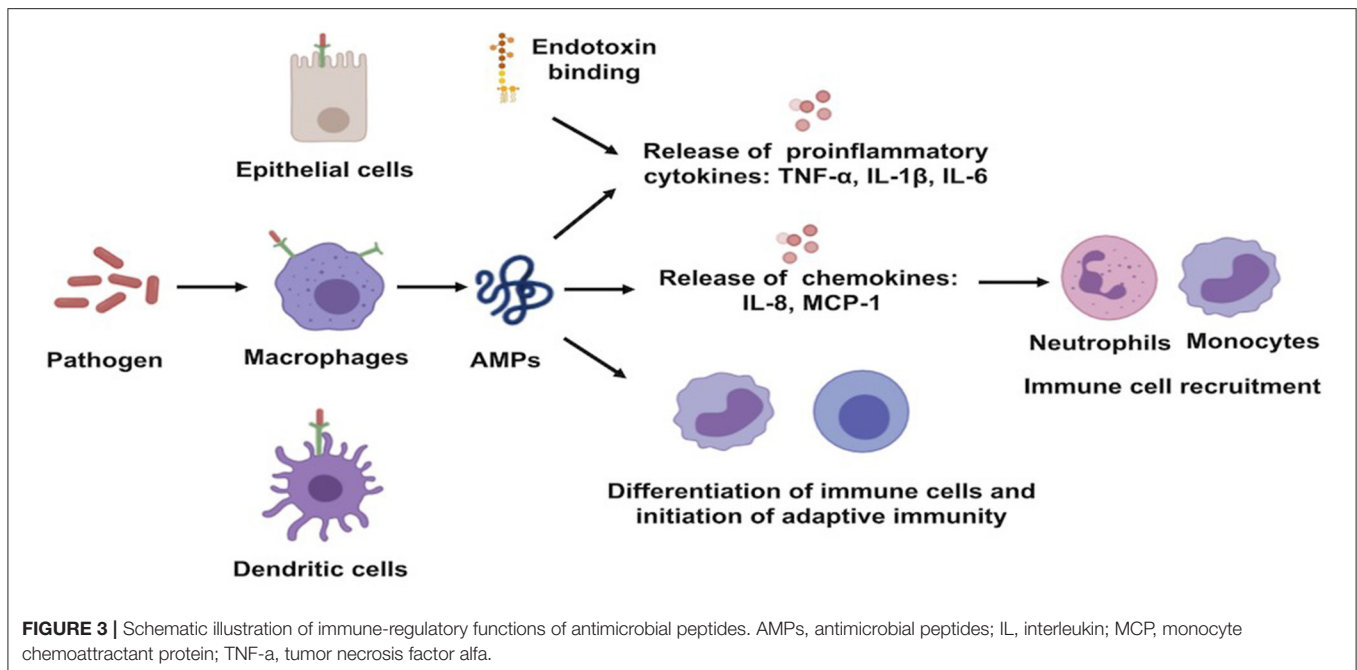 Endotoxin
binding
Epithelial cells
Release of proinflammatory
cytokines: TNF-α, IL-1β, IL-6
Release of chemokines:
IL-8, MCP-1
Pathogen
Macrophages
AMPs
Neutrophils
Monocytes
Immune cell recruitment
Differentiation of immune cells and
initiation of adaptive immunity
Dendritic cells
FIGURE 3 | Schematic illustration of immune-regulatory functions of antimicrobial peptides. AMPs, antimicrobial peptides; IL, interleukin; MCP, monocyte
chemoattractant protein; TNF-a, tumor necrosis factor alfa.